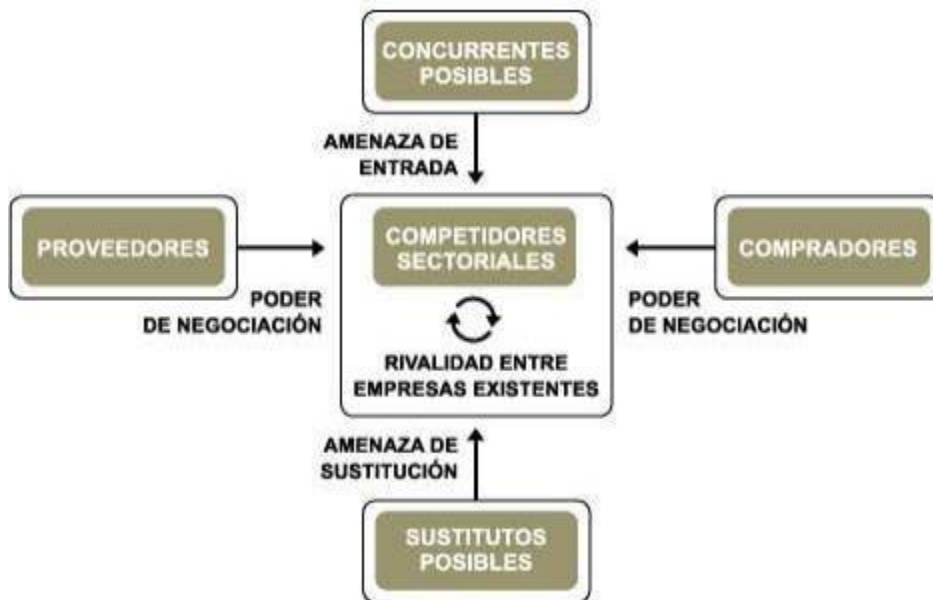 CONCURRENTES
POSIBLES
AMENAZA DE
ENTRADA
PROVEEDORES
PODER
DE NEGOCIACIÓN
COMPETIDORES
SECTORIALES
RIVALIDAD ENTRE
EMPRESAS EXISTENTES
COMPRADORES
PODER
DE NEGOCIACIÓN
AMENAZA DE
SUSTITUCIÓN
SUSTITUTOS
POSIBLES